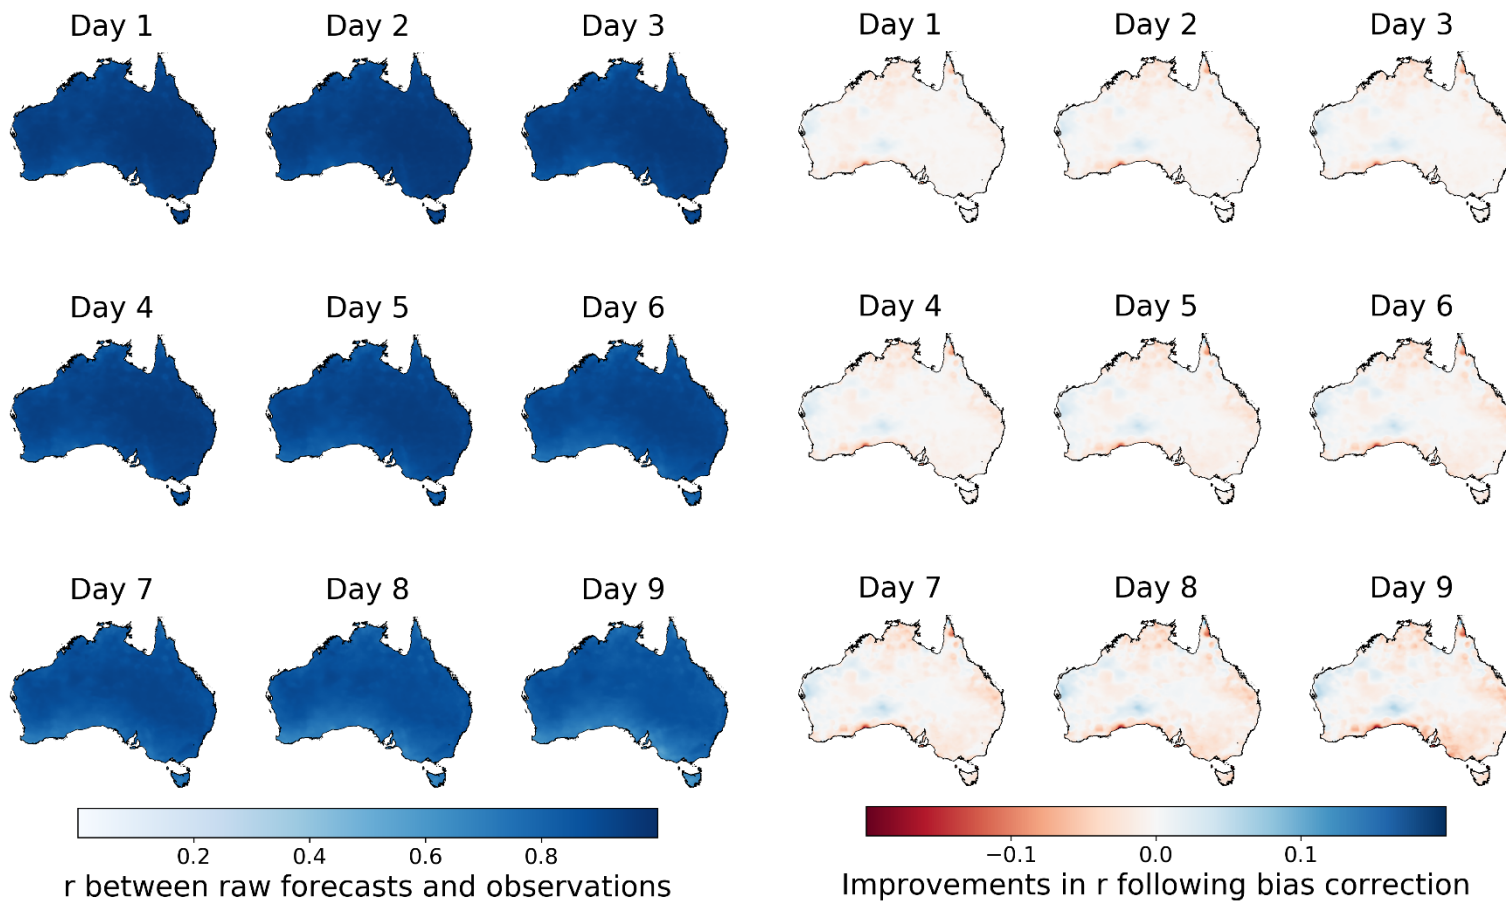 Day 1 Day 2 Day 3
Day 4 Day 5 Day 6
Day 7 Day 8 Day 9
0.2 0.4 0.6 0.8
r between raw forecasts and observations
Day 1 Day 2 Day 3
Day 4 Day 5 Day 6
Day 7 Day 8 Day 9
−0.1 0.0 0.1
Improvements in r following bias correction